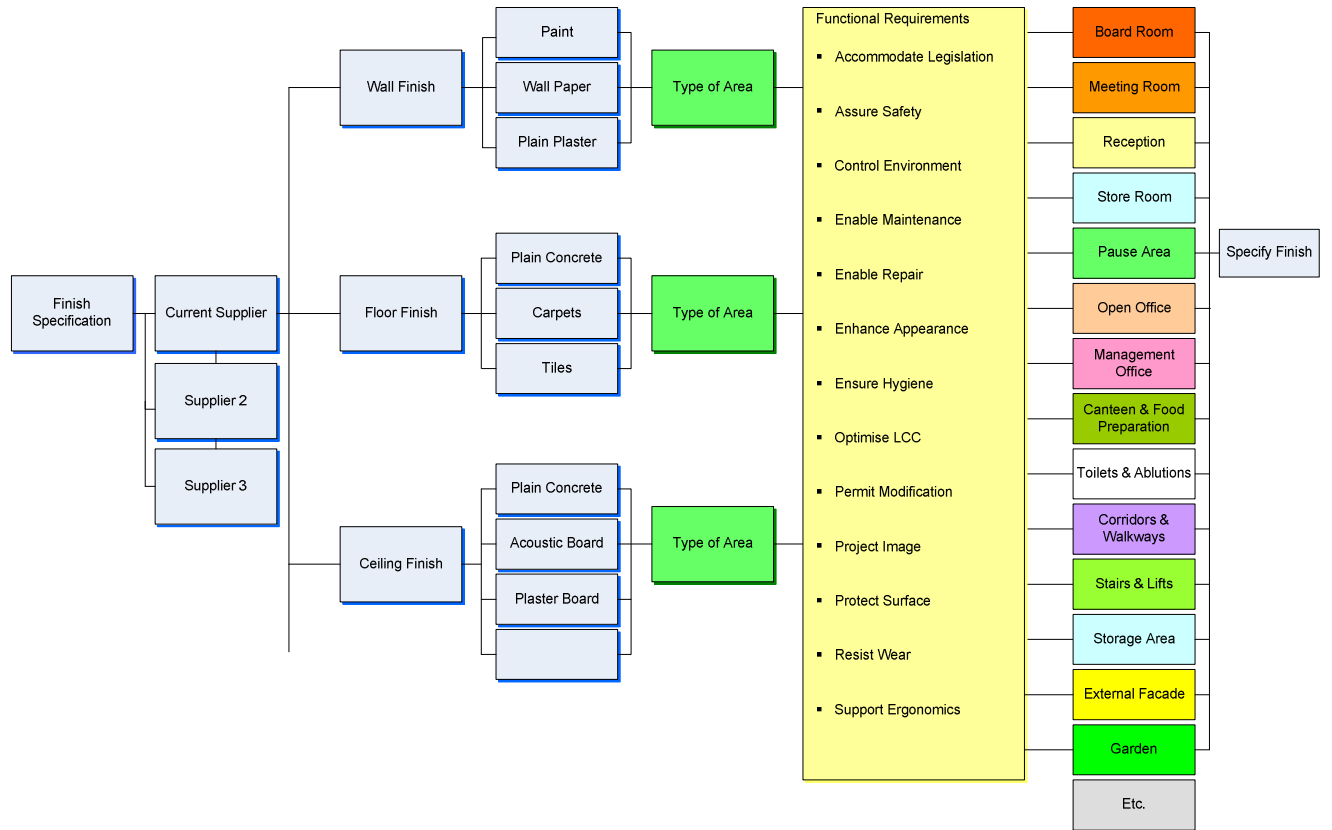 Finish
Specification
Current Supplier
Supplier 2
Supplier 3
Wall Finish
Floor Finish
Ceiling Finish
Paint
Wall Paper
Plain Plaster
Plain Concrete
Carpets
Tiles
Plain Concrete
Acoustic Board
Plaster Board
Type of Area
Type of Area
Type of Area
Functional Requirements
▪ Accommodate Legislation
▪ Assure Safety
▪ Control Environment
▪ Enable Maintenance
▪ Enable Repair
▪ Enhance Appearance
▪ Ensure Hygiene
▪ Optimise LCC
▪ Permit Modification
▪ Project Image
▪ Protect Surface
▪ Resist Wear
▪ Support Ergonomics
Board Room
Meeting Room
Reception
Store Room
Pause Area
Open Office
Management
Office
Canteen & Food
Preparation
Toilets & Ablutions
Corridors &
Walkways
Stairs & Lifts
Storage Area
External Facade
Garden
Etc.
Specify Finish